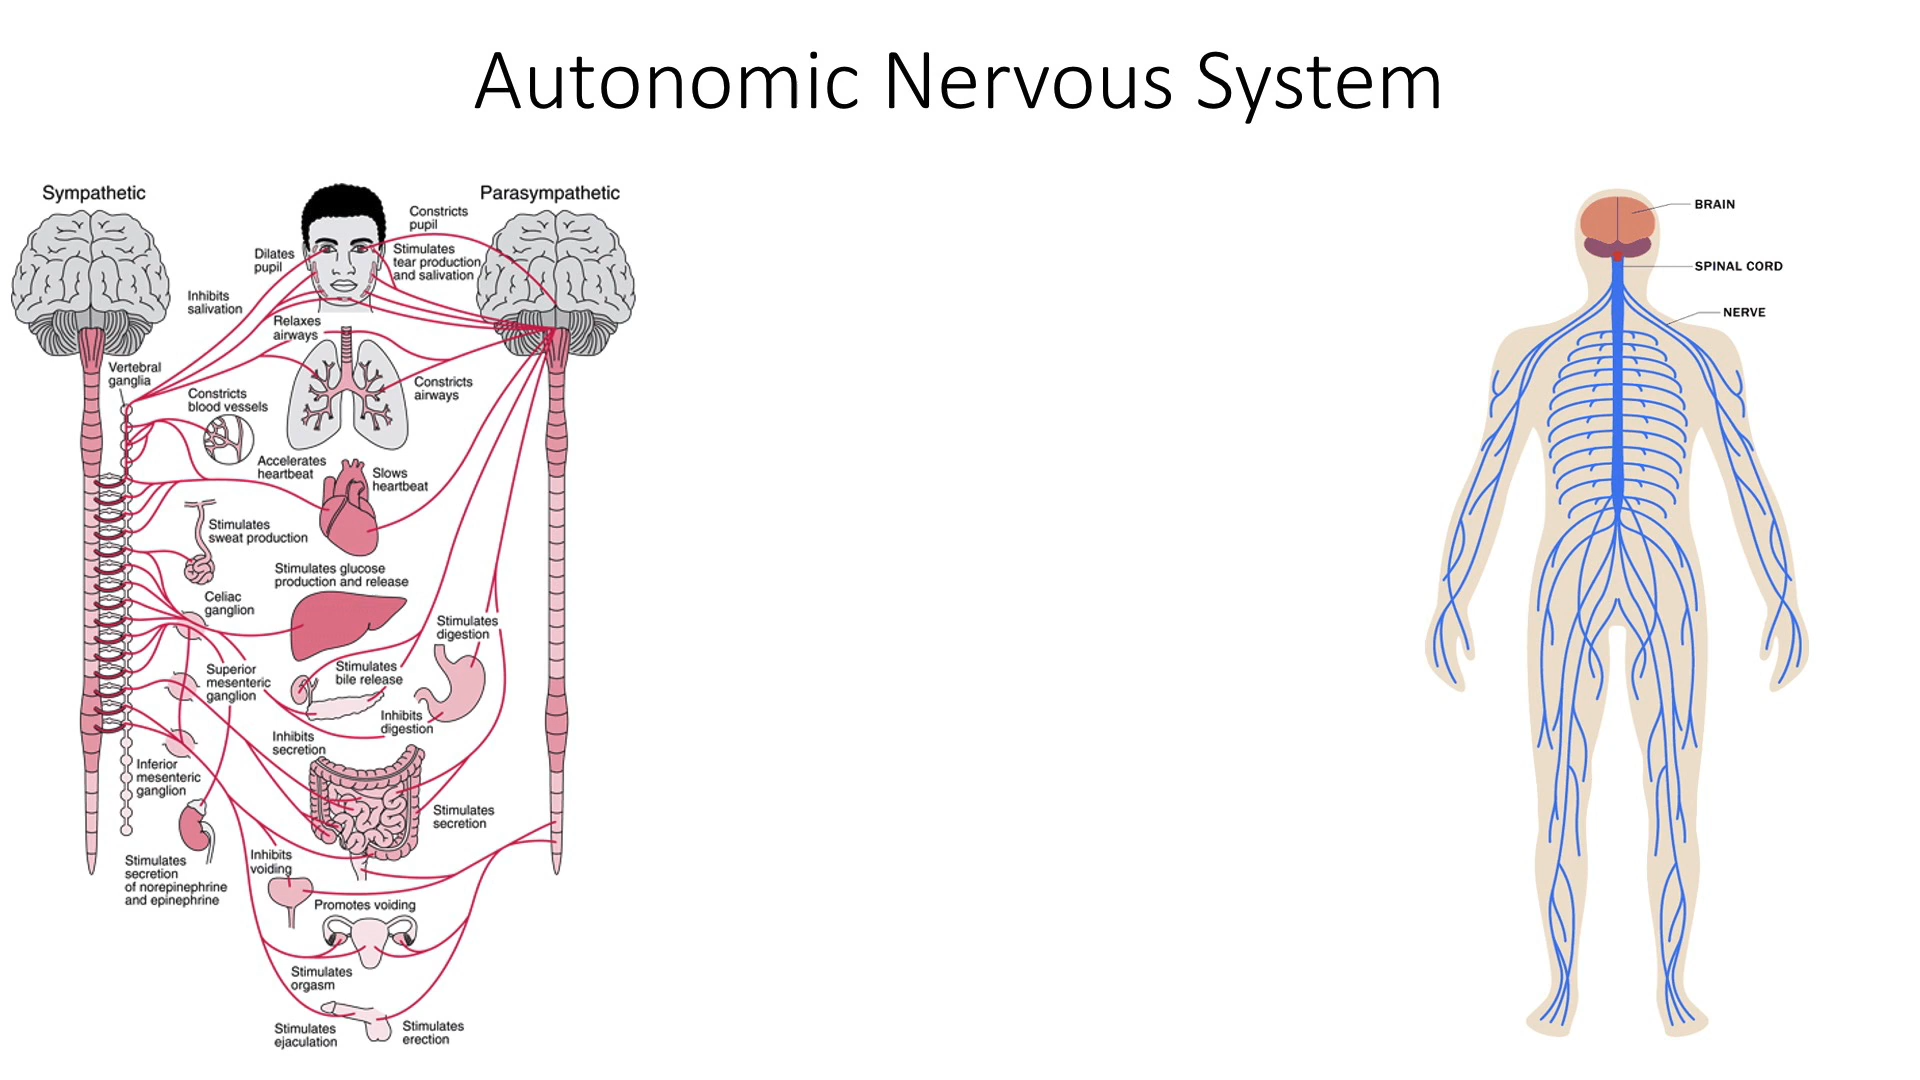 Autonomic Nervous System
Sympathetic
Parasympathetic
Constricts
pupil
Dilates
pupil
Stimulates
tear production
and salivation
Inhibits
salivation
Relaxes
airways
Vertebral
ganglia
Constricts
airways
Constricts
blood vessels
Accelerates
heartbeat
Slows
heartbeat
Stimulates
sweat production
Stimulates glucose
production and release
Celiac
ganglion
Stimulates
digestion
Superior
mesenteric
ganglion
Stimulates
bile release
Inhibits
digestion
Inhibits
secretion
Inferior
mesenteric
ganglion
Stimulates
secretion
Stimulates
secretion
of norepinephrine
and epinephrine
Inhibits
voiding
Promotes voiding
Stimulates
orgasm
Stimulates
ejaculation
Stimulates
erection
BRAIN
SPINAL CORD
NERVE